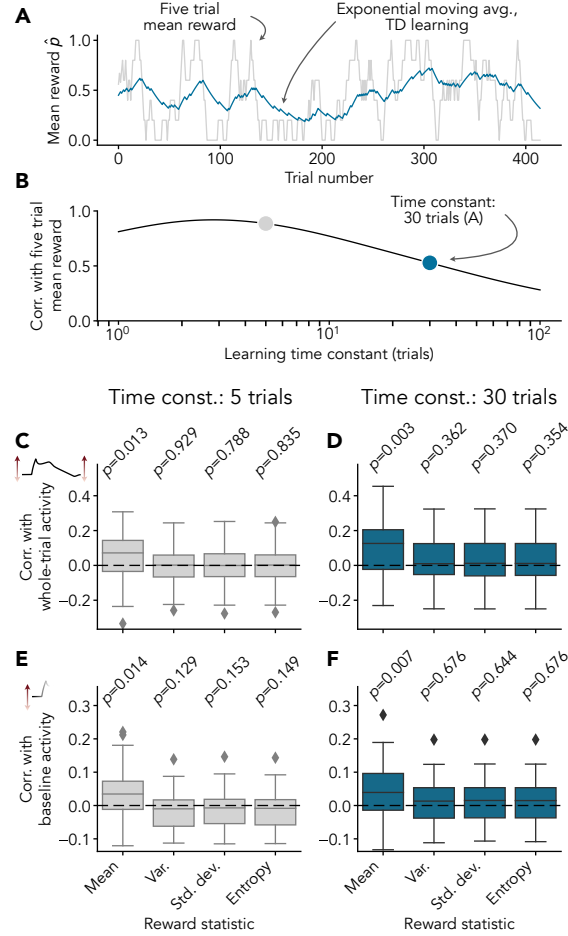 A
Five trial
mean reward
Exponential moving avg.,
TD learning
Mean reward p̂
1.0
0.5
0.0
0
100
200
300
400
Trial number
B
Corr. with five trial
mean reward
1.0
0.5
0.0
Time constant:
30 trials (A)
10⁰
10¹
10²
Learning time constant (trials)
Time const.: 5 trials
Time const.: 30 trials
C
p=0.013
p=0.929
p=0.788
p=0.835
Corr. with
whole-trial activity
0.4
0.2
0.0
−0.2
D
p=0.003
p=0.362
p=0.370
p=0.354
0.4
0.2
0.0
−0.2
E
p=0.014
p=0.129
p=0.153
p=0.149
Corr. with
baseline activity
0.3
0.2
0.1
0.0
−0.1
Mean
Var.
Std. dev.
Entropy
Reward statistic
F
p=0.007
p=0.676
p=0.644
p=0.676
0.3
0.2
0.1
0.0
−0.1
Mean
Var.
Std. dev.
Entropy
Reward statistic